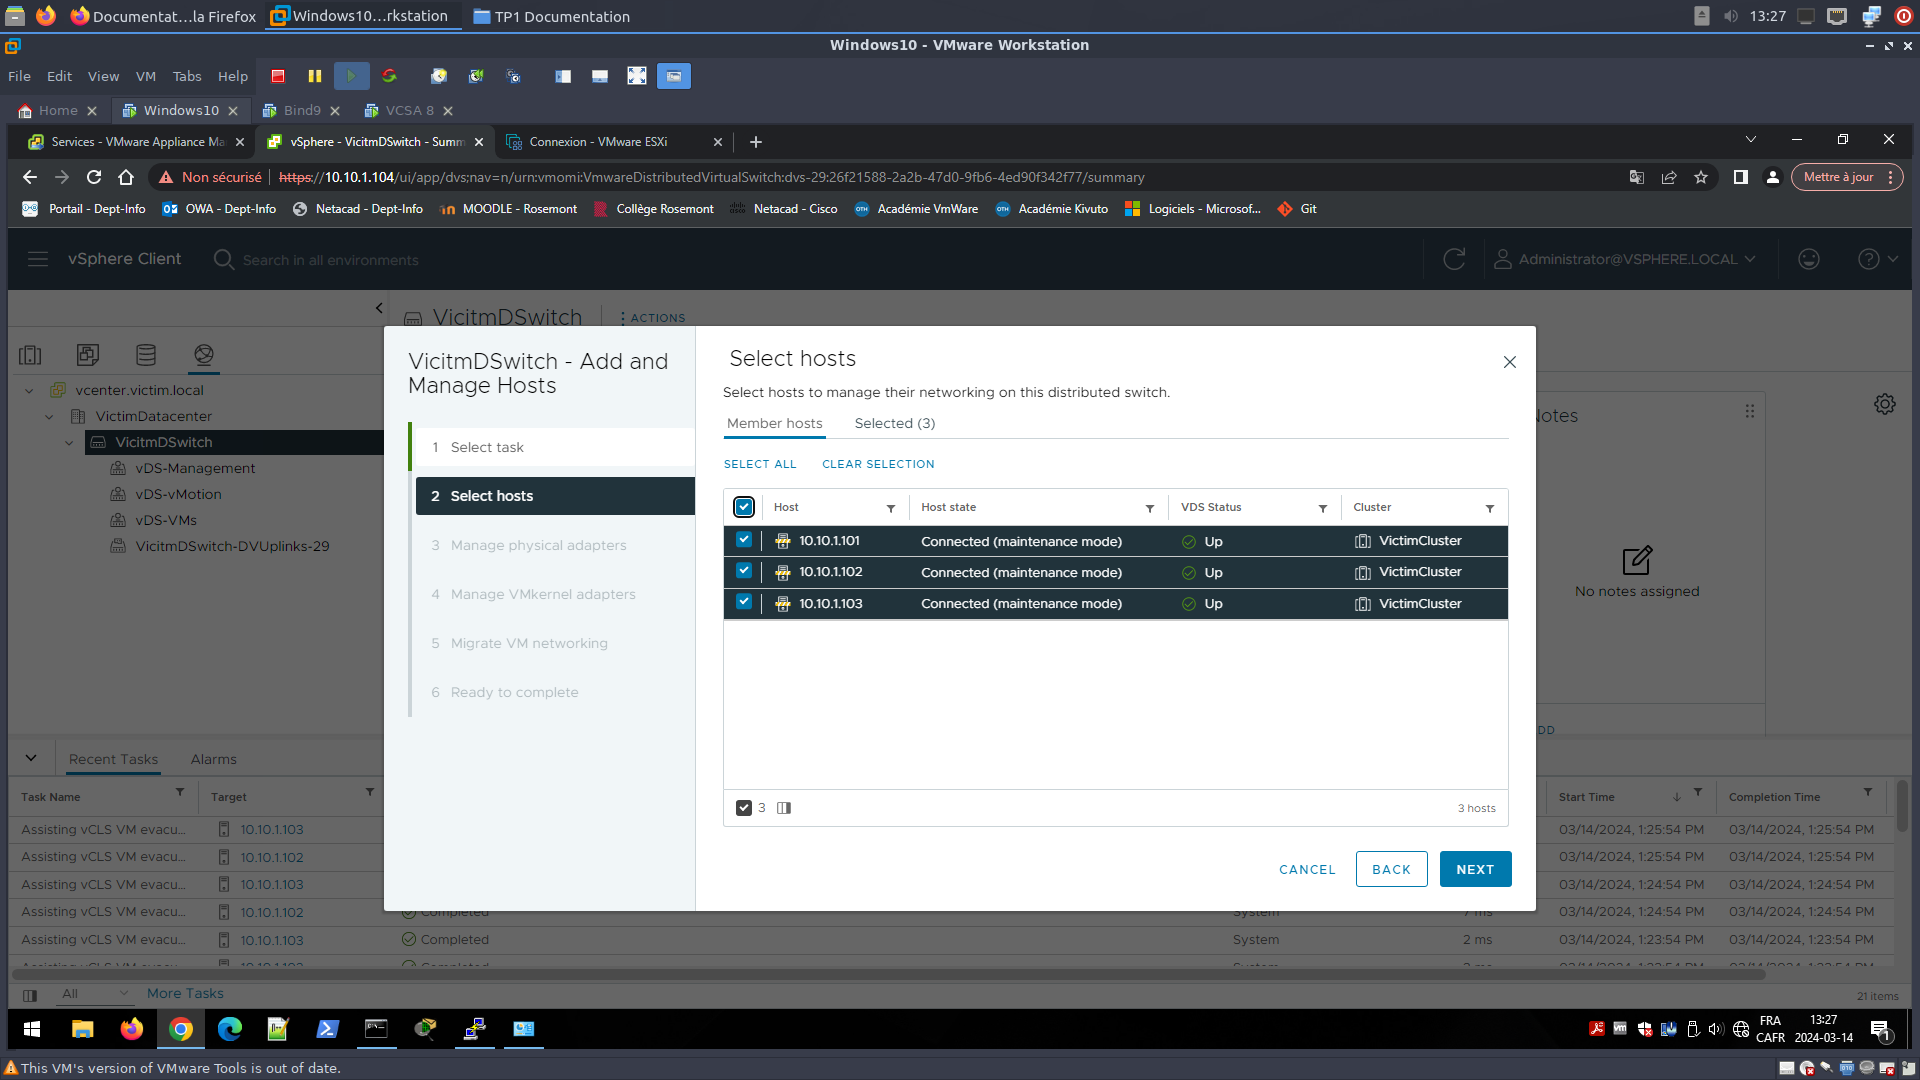 Documentat...la Firefox
Windows10...rkstation
TP1 Documentation
13:27
Windows10 - VMware Workstation
File Edit View VM Tabs Help
Home
Windows10
Bind9
VCSA 8
Services - VMware Appliance Ma
vSphere - VicitmDSwitch - Summ
Connexion - VMware ESXi
Non sécurisé
https://10.10.1.104/ui/app/dvs;nav=n/urn:vmomi:VmwareDistributedVirtualSwitch:dvs-29:26f21588-2a2b-47d0-9fb6-4ed90f342f77/summary
Mettre à jour
Portail - Dept-Info
OWA - Dept-Info
Netacad - Dept-Info
MOODLE - Rosemont
Collège Rosemont
Netacad - Cisco
Académie VmWare
Académie Kivuto
Logiciels - Microsof...
Git
vSphere Client
Search in all environments
Administrator@VSPHERE.LOCAL
VicitmDSwitch
ACTIONS
vcenter.victim.local
VictimDatacenter
VicitmDSwitch
vDS-Management
vDS-vMotion
vDS-VMs
VicitmDSwitch-DVUplinks-29
VicitmDSwitch - Add and
Manage Hosts
1 Select task
2 Select hosts
3 Manage physical adapters
4 Manage VMkernel adapters
5 Migrate VM networking
6 Ready to complete
Select hosts
Select hosts to manage their networking on this distributed switch.
Member hosts
Selected (3)
SELECT ALL
CLEAR SELECTION
Host Host state VDS Status Cluster
10.10.1.101 Connected (maintenance mode) Up VictimCluster
10.10.1.102 Connected (maintenance mode) Up VictimCluster
10.10.1.103 Connected (maintenance mode) Up VictimCluster
3
3 hosts
CANCEL
BACK
NEXT
otes
No notes assigned
DD
Recent Tasks
Alarms
Task Name Target Start Time Completion Time
Assisting vCLS VM evacu... 10.10.1.103 03/14/2024, 1:25:54 PM 03/14/2024, 1:25:54 PM
Assisting vCLS VM evacu... 10.10.1.102 03/14/2024, 1:25:54 PM 03/14/2024, 1:25:54 PM
Assisting vCLS VM evacu... 10.10.1.103 03/14/2024, 1:24:54 PM 03/14/2024, 1:24:54 PM
Assisting vCLS VM evacu... 10.10.1.102 Completed System 7 ms 03/14/2024, 1:24:54 PM 03/14/2024, 1:24:54 PM
Assisting vCLS VM evacu... 10.10.1.103 Completed System 2 ms 03/14/2024, 1:23:54 PM 03/14/2024, 1:23:54 PM
All
More Tasks
21 items
FRA
CAFR
13:27
2024-03-14
1
This VM's version of VMware Tools is out of date.